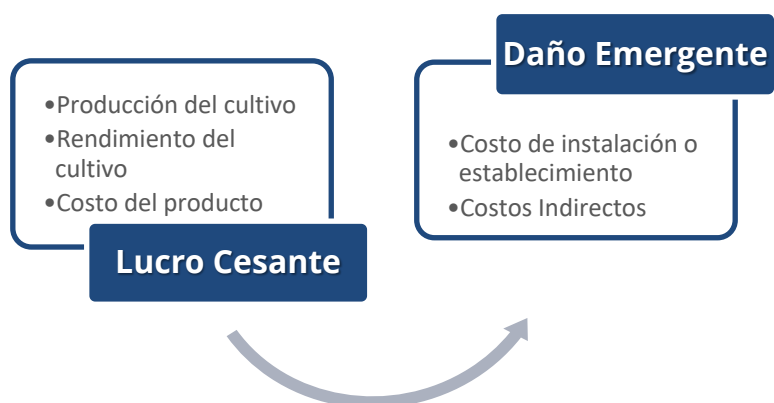 •Producción del cultivo
•Rendimiento del
cultivo
•Costo del producto
Lucro Cesante
Daño Emergente
•Costo de instalación o
establecimiento
•Costos Indirectos